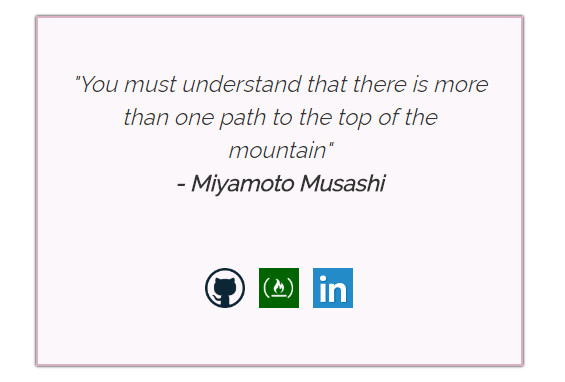 "You must understand that there is more
than one path to the top of the
mountain"
- Miyamoto Musashi
in